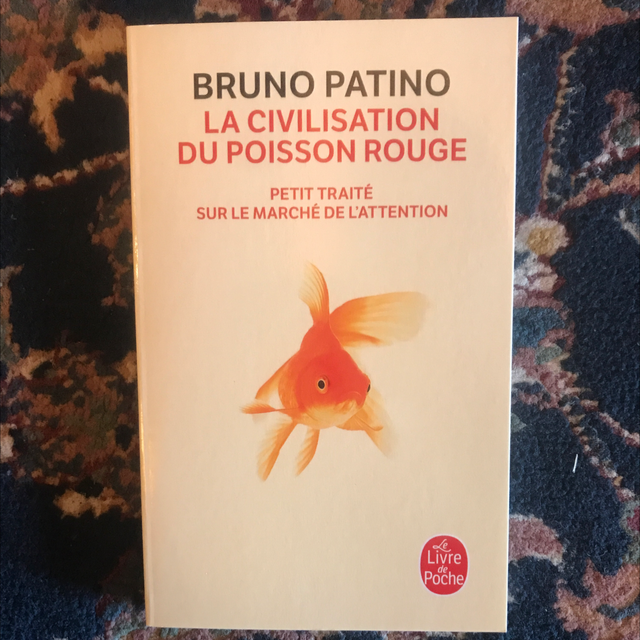 BRUNO PATINO
LA CIVILISATION
DU POISSON ROUGE
PETIT TRAITÉ
SUR LE MARCHÉ DE L'ATTENTION
Le
Livre
de
Poche